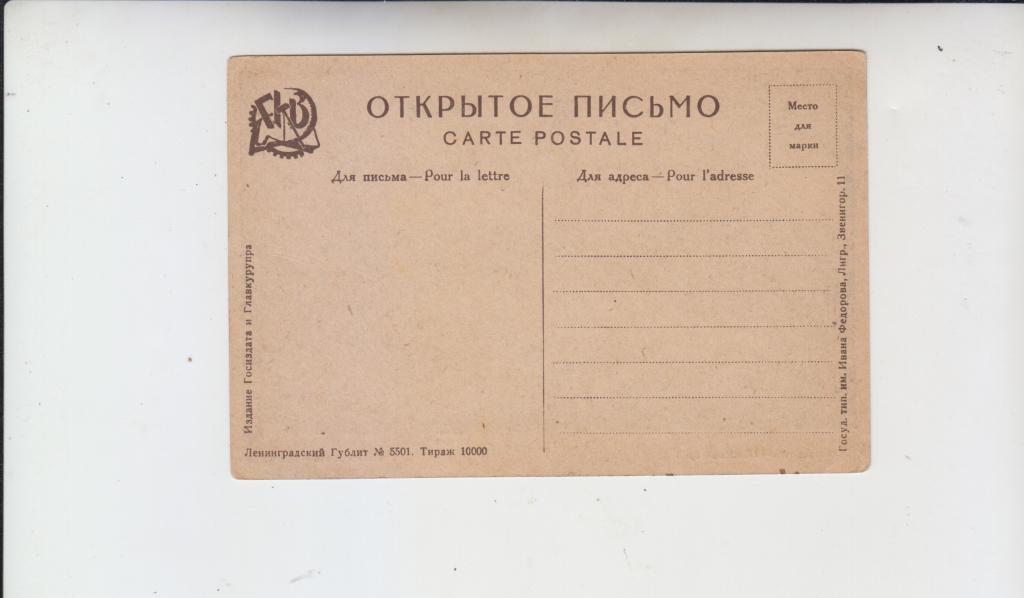 ОТКРЫТОЕ ПИСЬМО
CARTE POSTALE
Место
для
марки
Для письма — Pour la lettre
Для адреса — Pour l'adresse
Издание Госиздата и Главкурупра
Ленинградский Гублит № 5501. Тираж 10000
Госуд. тип. им. Ивана Федорова, Лнгр., Звенигор. 11